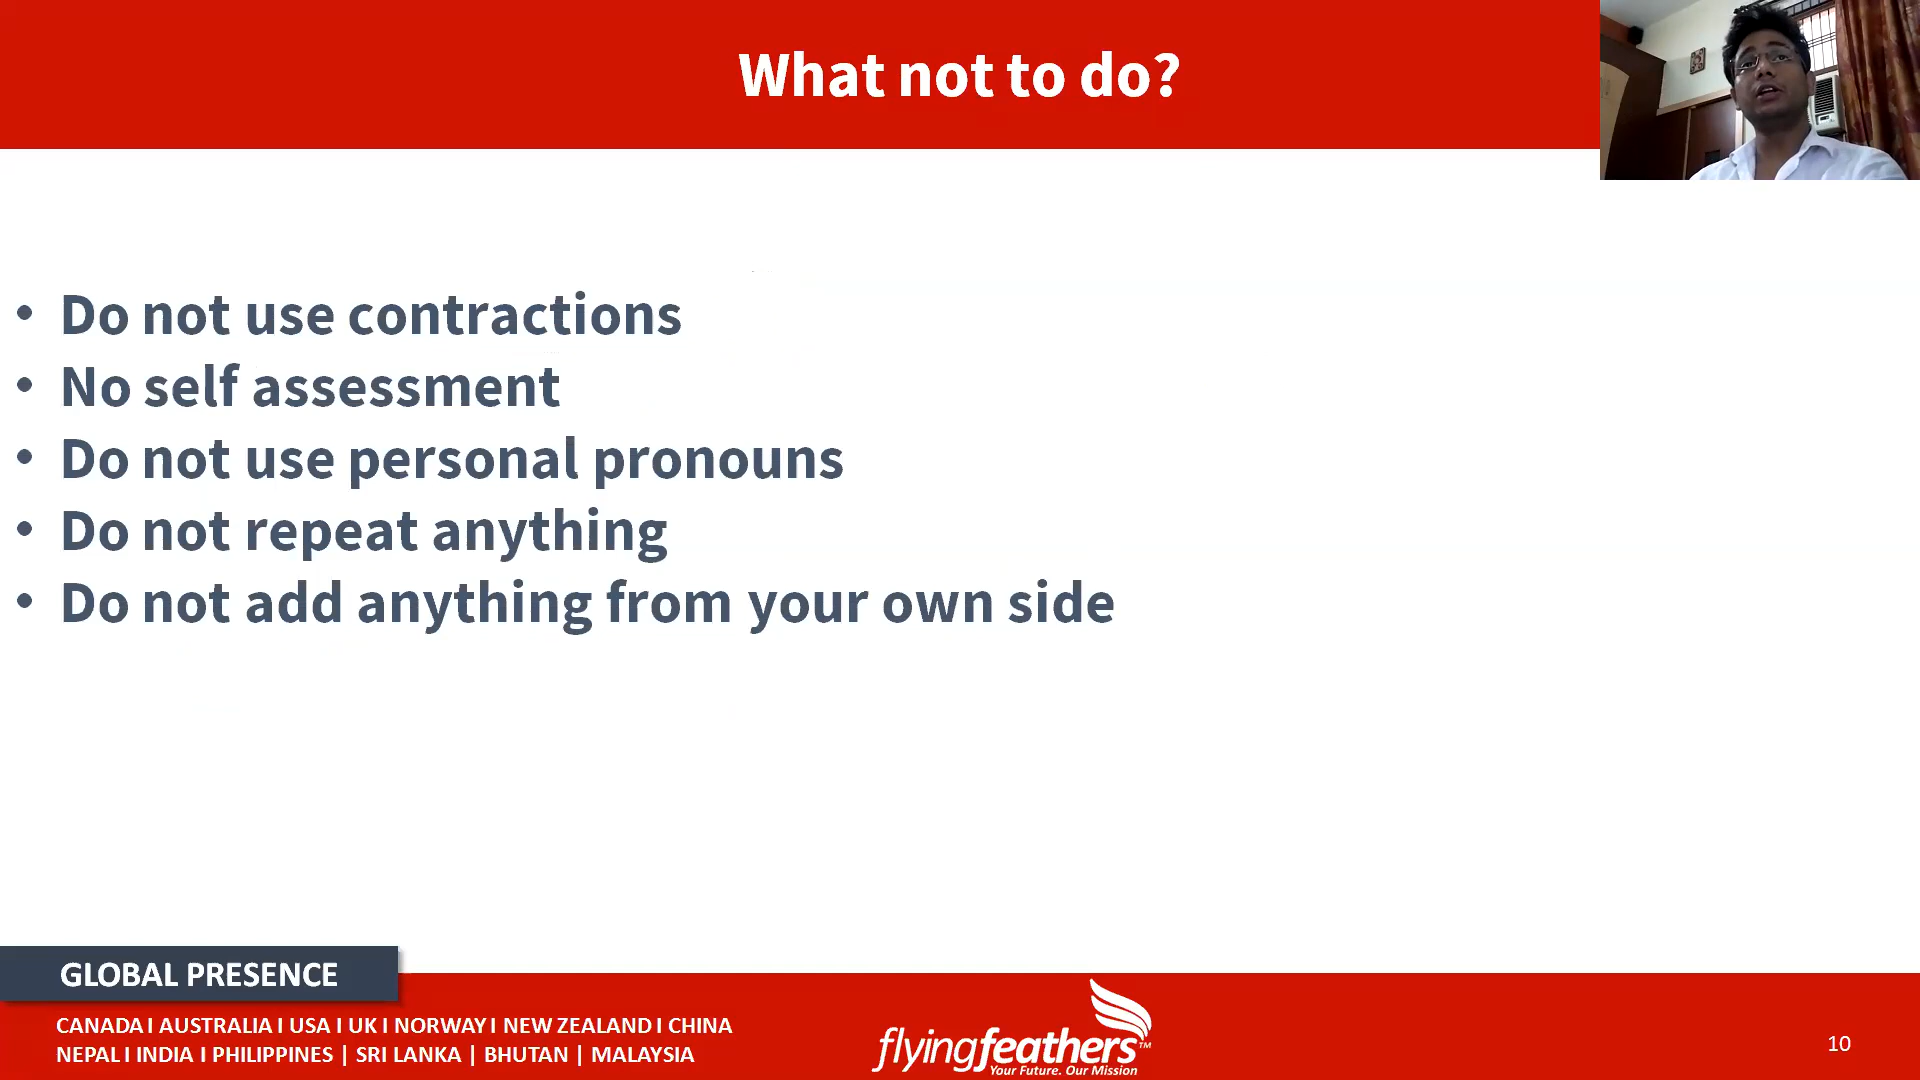 What not to do?
• Do not use contractions
• No self assessment
• Do not use personal pronouns
• Do not repeat anything
• Do not add anything from your own side
GLOBAL PRESENCE
CANADA I AUSTRALIA I USA I UK I NORWAY I NEW ZEALAND I CHINA
NEPAL I INDIA I PHILIPPINES | SRI LANKA | BHUTAN | MALAYSIA
flyingfeathers™
Your Future. Our Mission
10